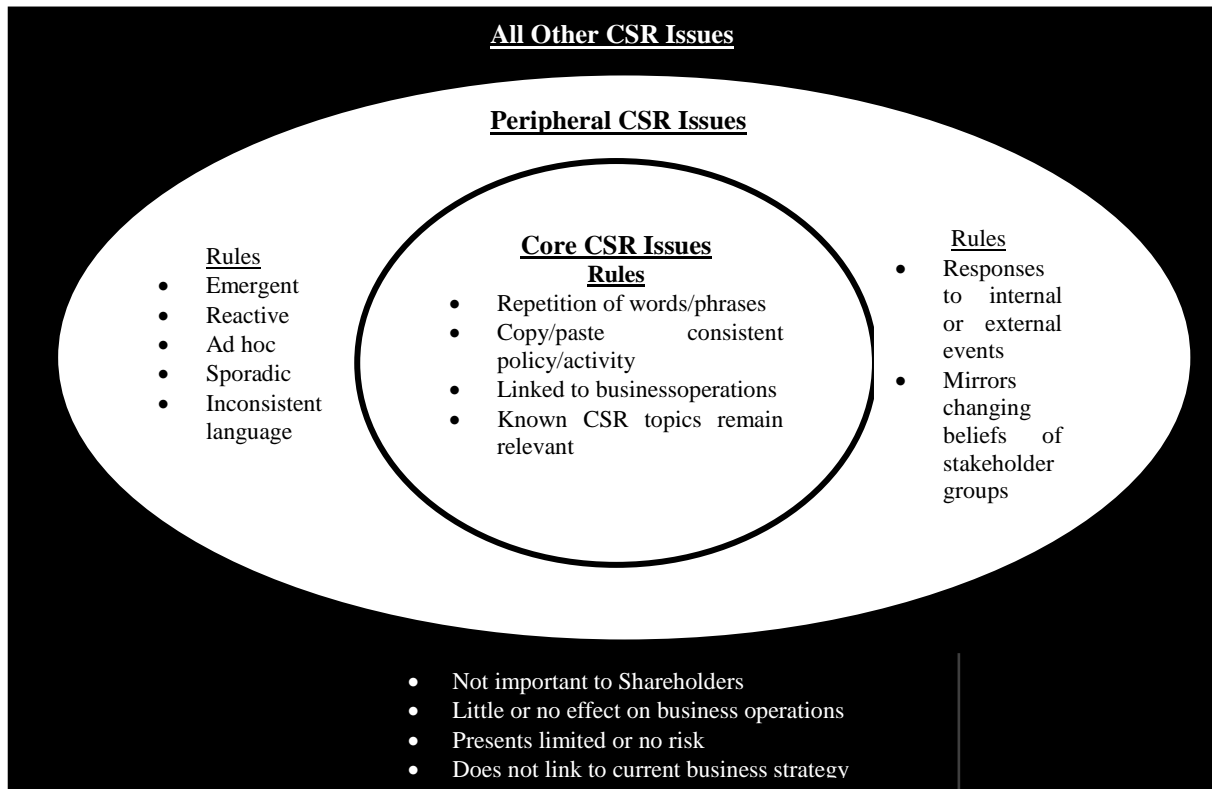 All Other CSR Issues
Peripheral CSR Issues
Rules
• Emergent
• Reactive
• Ad hoc
• Sporadic
• Inconsistent
language
Core CSR Issues
Rules
• Repetition of words/phrases
• Copy/paste consistent
policy/activity
• Linked to businessoperations
• Known CSR topics remain
relevant
Rules
• Responses
to internal
or external
events
• Mirrors
changing
beliefs of
stakeholder
groups
• Not important to Shareholders
• Little or no effect on business operations
• Presents limited or no risk
• Does not link to current business strategy